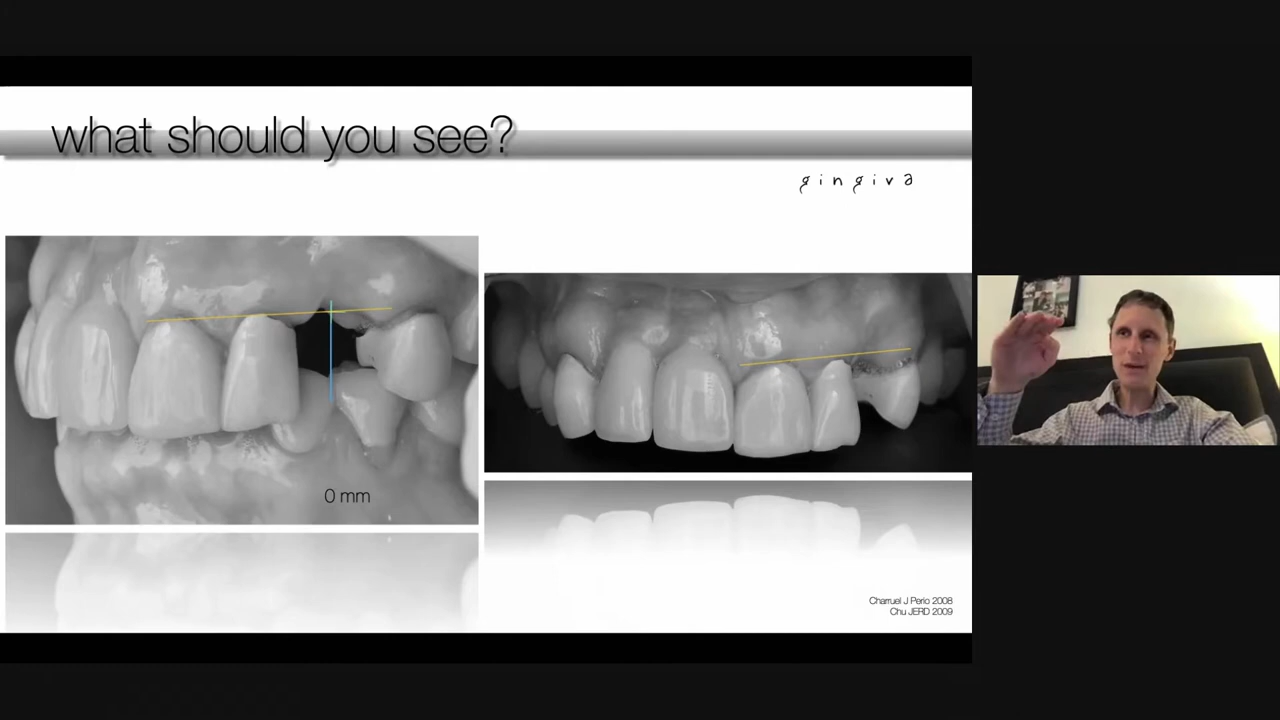 what should you see?
gingiva
0 mm
Charruel J Perio 2008
Chu JERD 2009